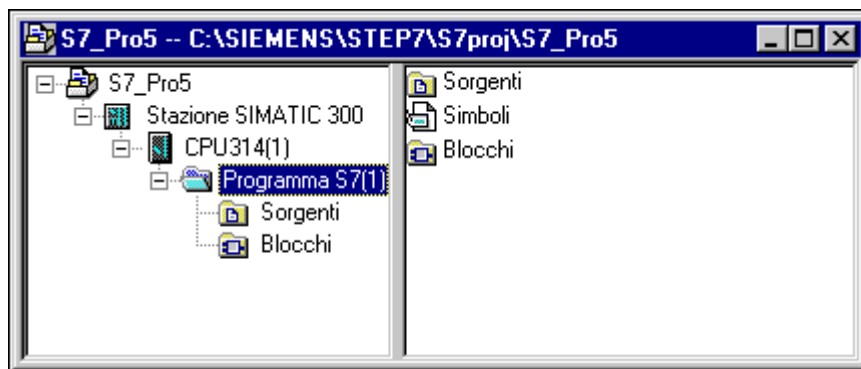 S7_Pro5 -- C:\SIEMENS\STEP7\S7proj\S7_Pro5
S7_Pro5
Stazione SIMATIC 300
CPU314(1)
Programma S7(1)
Sorgenti
Blocchi
Sorgenti
Simboli
Blocchi